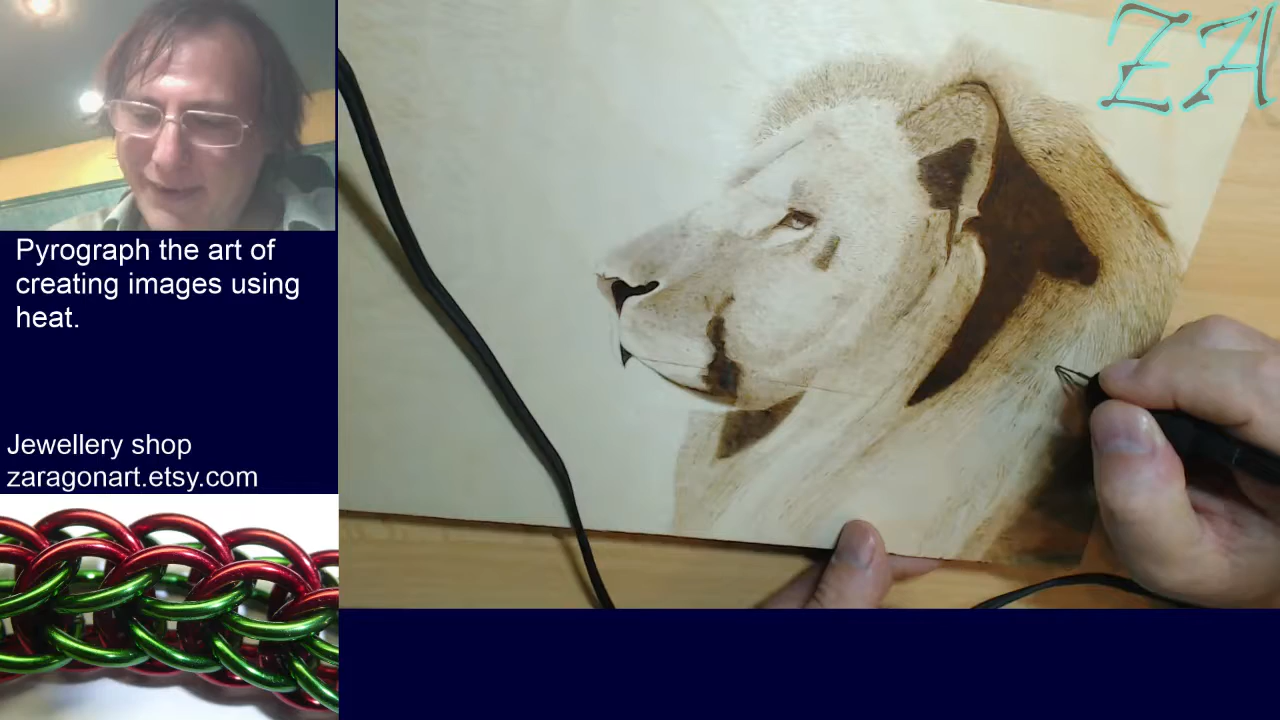 ZA
Pyrograph the art of
creating images using
heat.
Jewellery shop
zaragonart.etsy.com